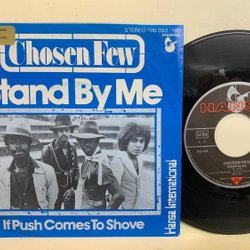 STEREO 100 033-100
HANSA
Chosen Few
Stand By Me
If Push Comes To Shove
Hansa International
HANSA
CHOSEN FEW